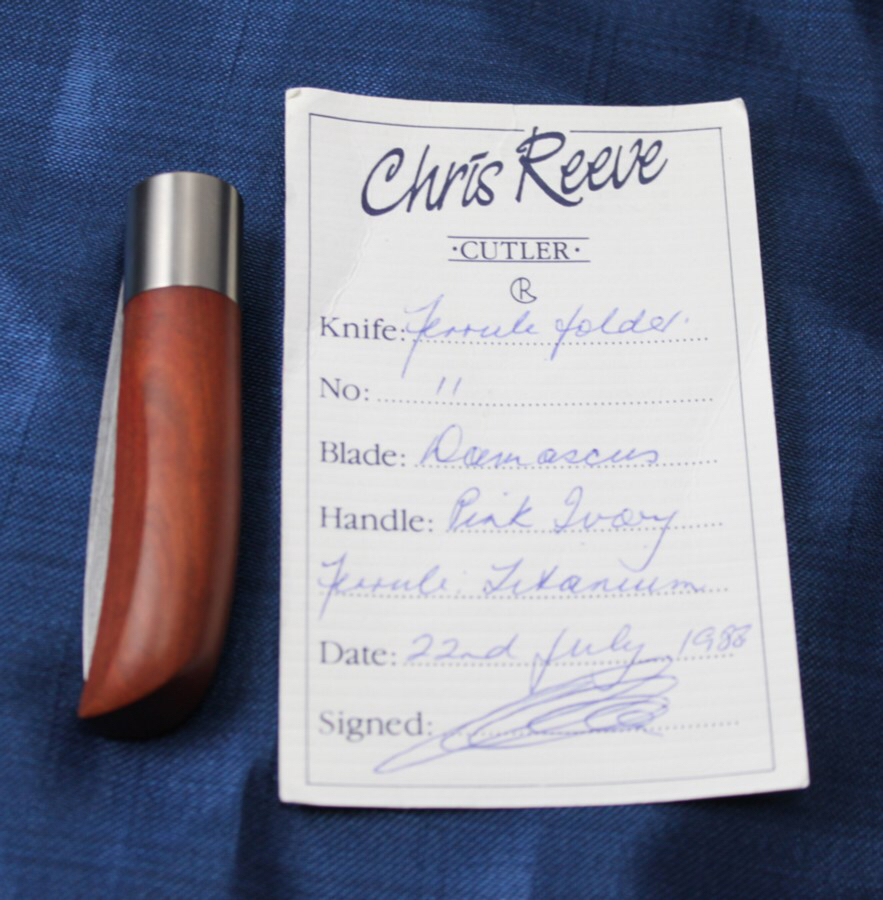 Chris Reeve
·CUTLER·
Knife: Ferrule folder.
No: 11
Blade: Damascus
Handle: Pink Ivory
Ferrule: Titanium
Date: 22nd July 1988
Signed: